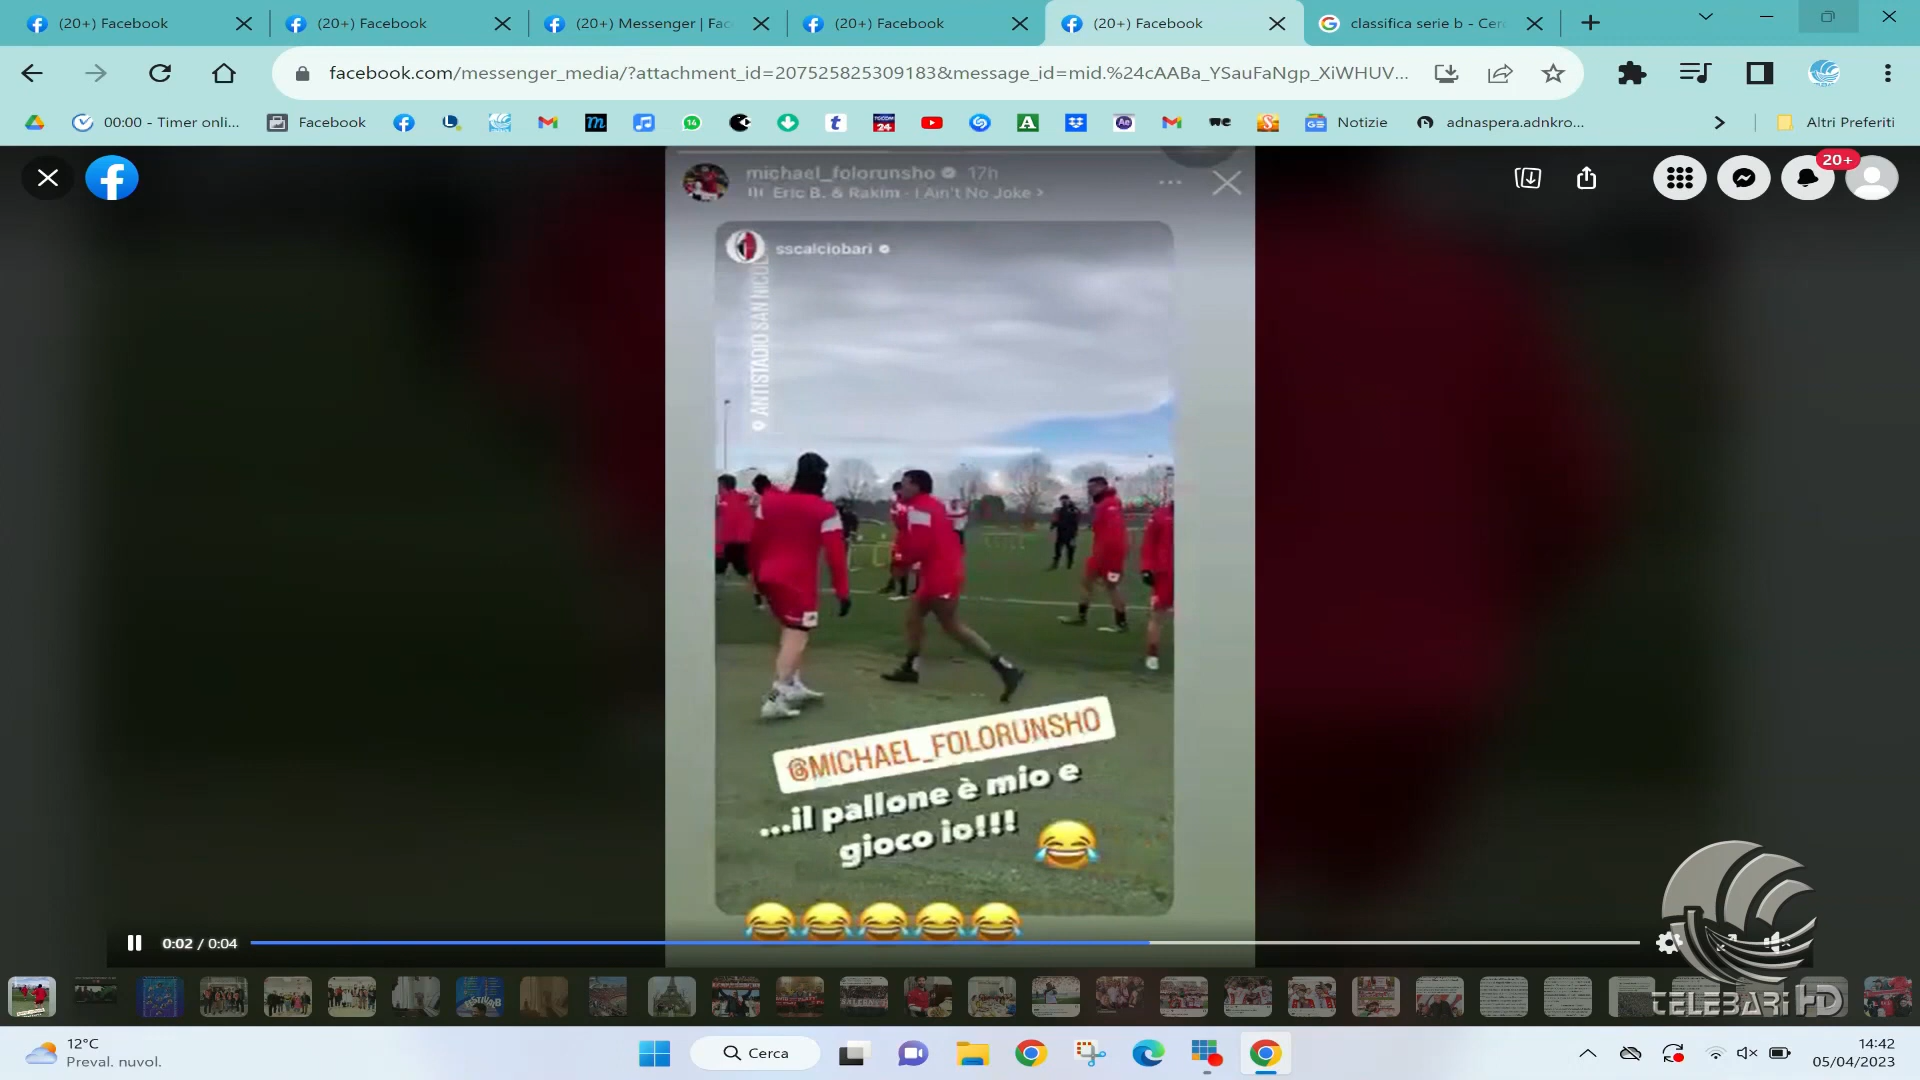 (20+) Facebook
(20+) Facebook
(20+) Messenger | Fac
(20+) Facebook
(20+) Facebook
classifica serie b - Cer
facebook.com/messenger_media/?attachment_id=207525825309183&message_id=mid.%24cAABa_YSauFaNgp_XiWHUV...
00:00 - Timer onli...
Facebook
Notizie
adnaspera.adnkro...
Altri Preferiti
20+
michael_folorunsho 17h
Eric B. & Rakim - I Ain't No Joke >
sscalciobari
ANTISTADIO SAN NICOL
@MICHAEL_FOLORUNSHO
...il pallone è mio e
gioco io!!!
0:02 / 0:04
TELEBARI HD
12°C
Preval. nuvol.
Cerca
14:42
05/04/2023